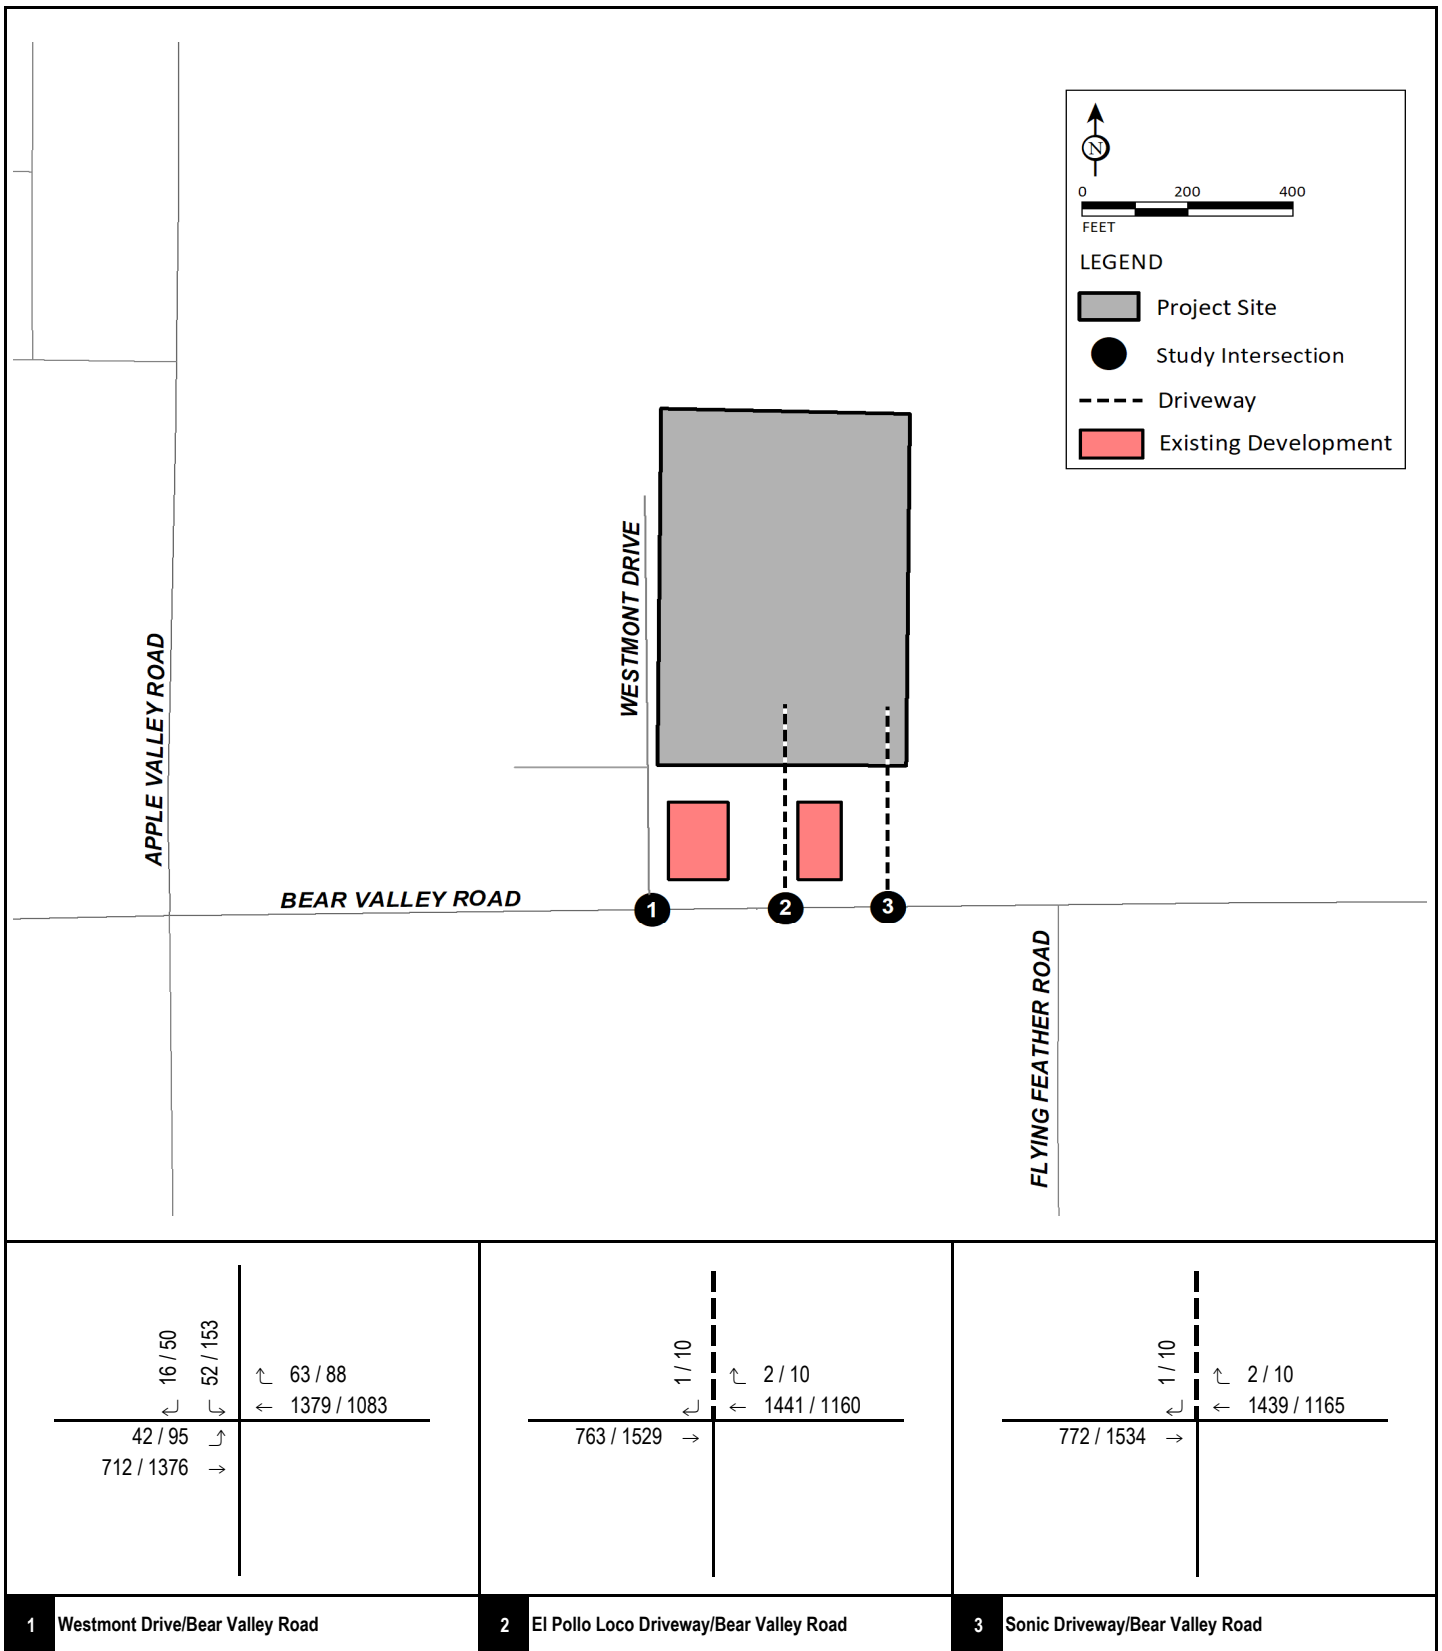 N
0 200 400
FEET
LEGEND
Project Site
Study Intersection
Driveway
Existing Development
WESTMONT DRIVE
APPLE VALLEY ROAD
BEAR VALLEY ROAD
1
2
3
FLYING FEATHER ROAD
16 / 50
52 / 153
63 / 88
1379 / 1083
42 / 95
712 / 1376
1 Westmont Drive/Bear Valley Road
1 / 10
2 / 10
1441 / 1160
763 / 1529
2 El Pollo Loco Driveway/Bear Valley Road
1 / 10
2 / 10
1439 / 1165
772 / 1534
3 Sonic Driveway/Bear Valley Road